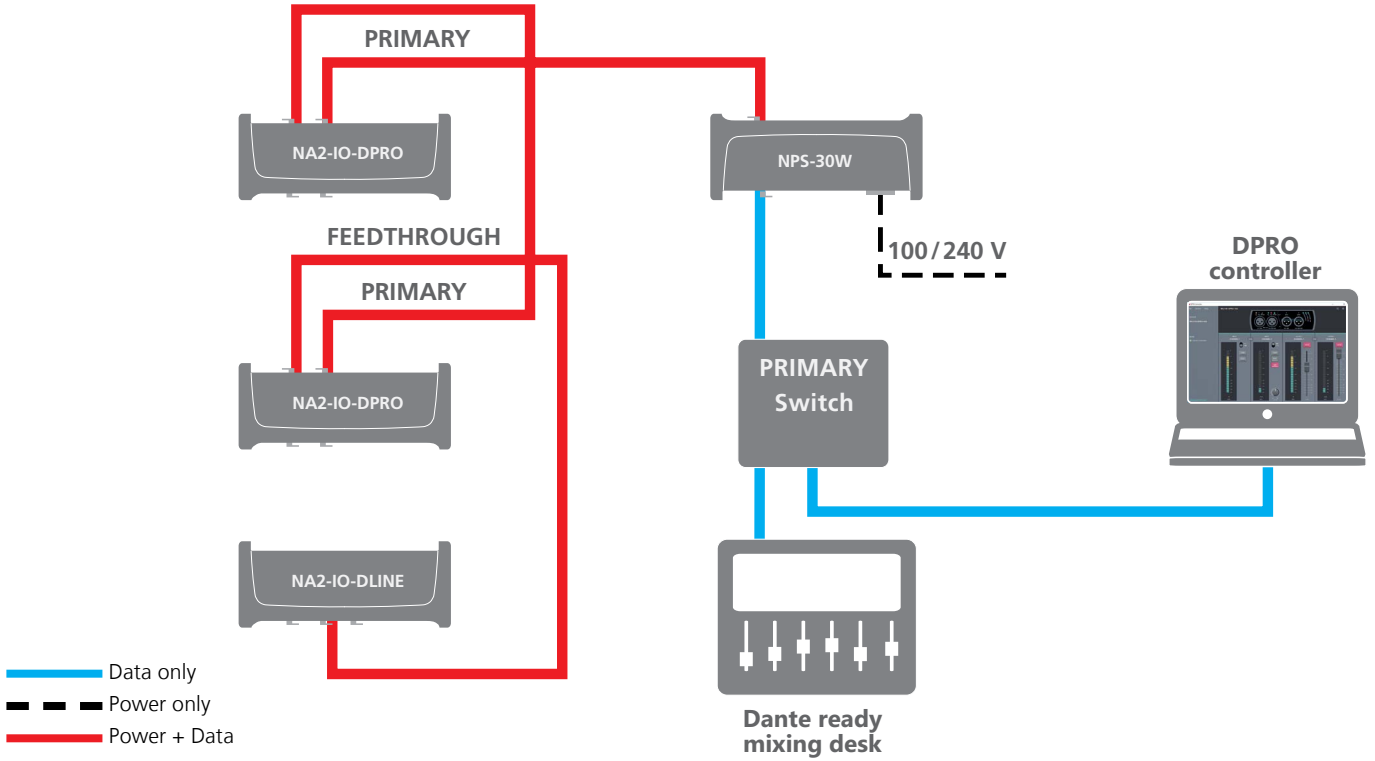 PRIMARY
NA2-IO-DPRO
NPS-30W
FEEDTHROUGH
100/240 V
DPRO
controller
PRIMARY
PRIMARY
Switch
NA2-IO-DPRO
NA2-IO-DLINE
Data only
Power only
Power + Data
Dante ready
mixing desk